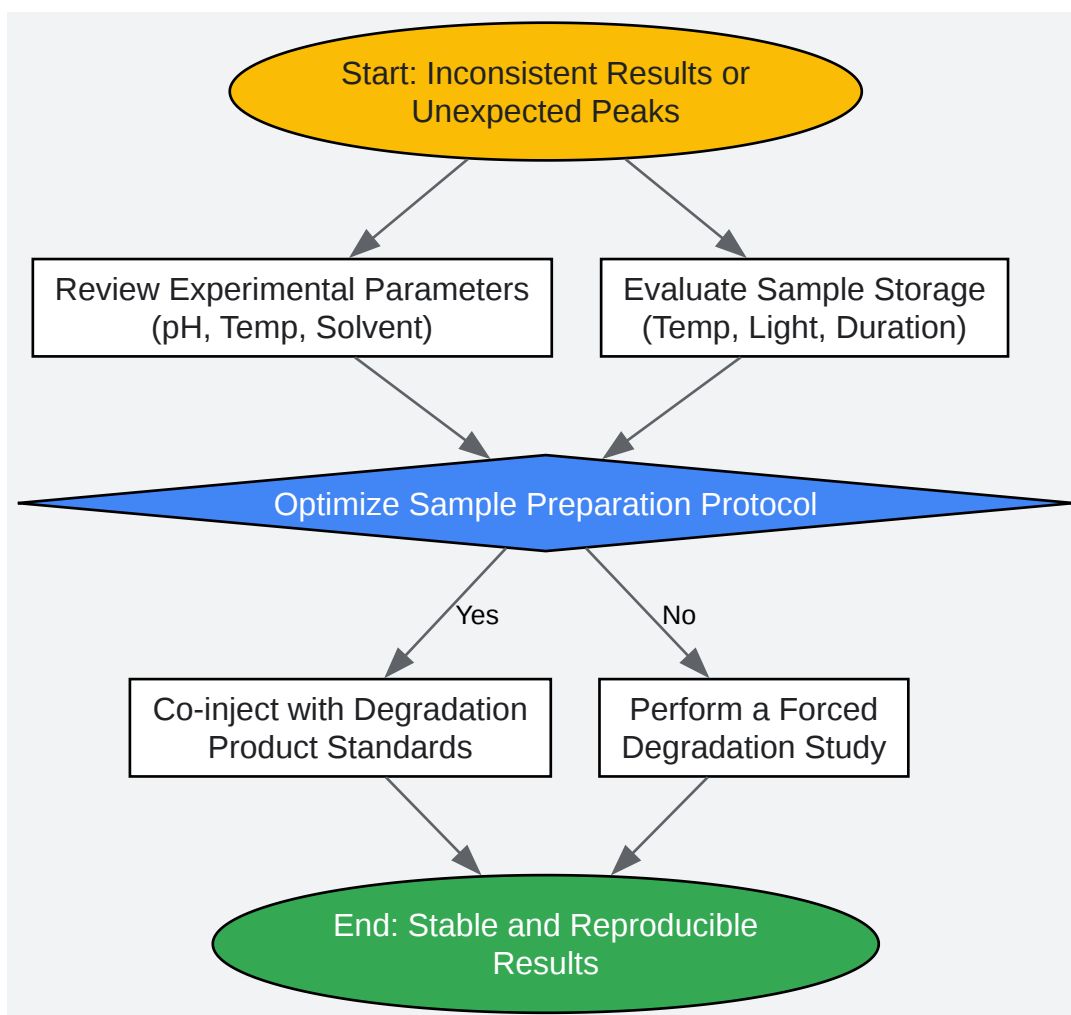 Start: Inconsistent Results or
Unexpected Peaks
Review Experimental Parameters
(pH, Temp, Solvent)
Evaluate Sample Storage
(Temp, Light, Duration)
Optimize Sample Preparation Protocol
Yes
No
Co-inject with Degradation
Product Standards
Perform a Forced
Degradation Study
End: Stable and Reproducible
Results